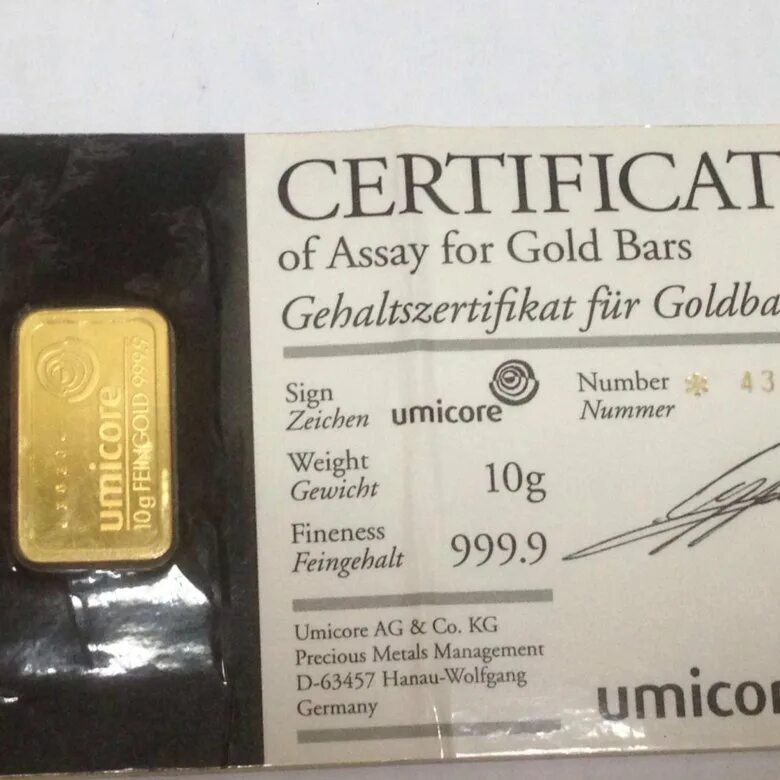 CERTIFICAT
of Assay for Gold Bars
Gehaltszertifikat für Goldba
Sign
Zeichen
umicore
Number * 43
Nummer
Weight
Gewicht
10g
Fineness
Feingehalt
999.9
Umicore AG & Co. KG
Precious Metals Management
D-63457 Hanau-Wolfgang
Germany
umicor
umicore
10g FEINGOLD 999,9